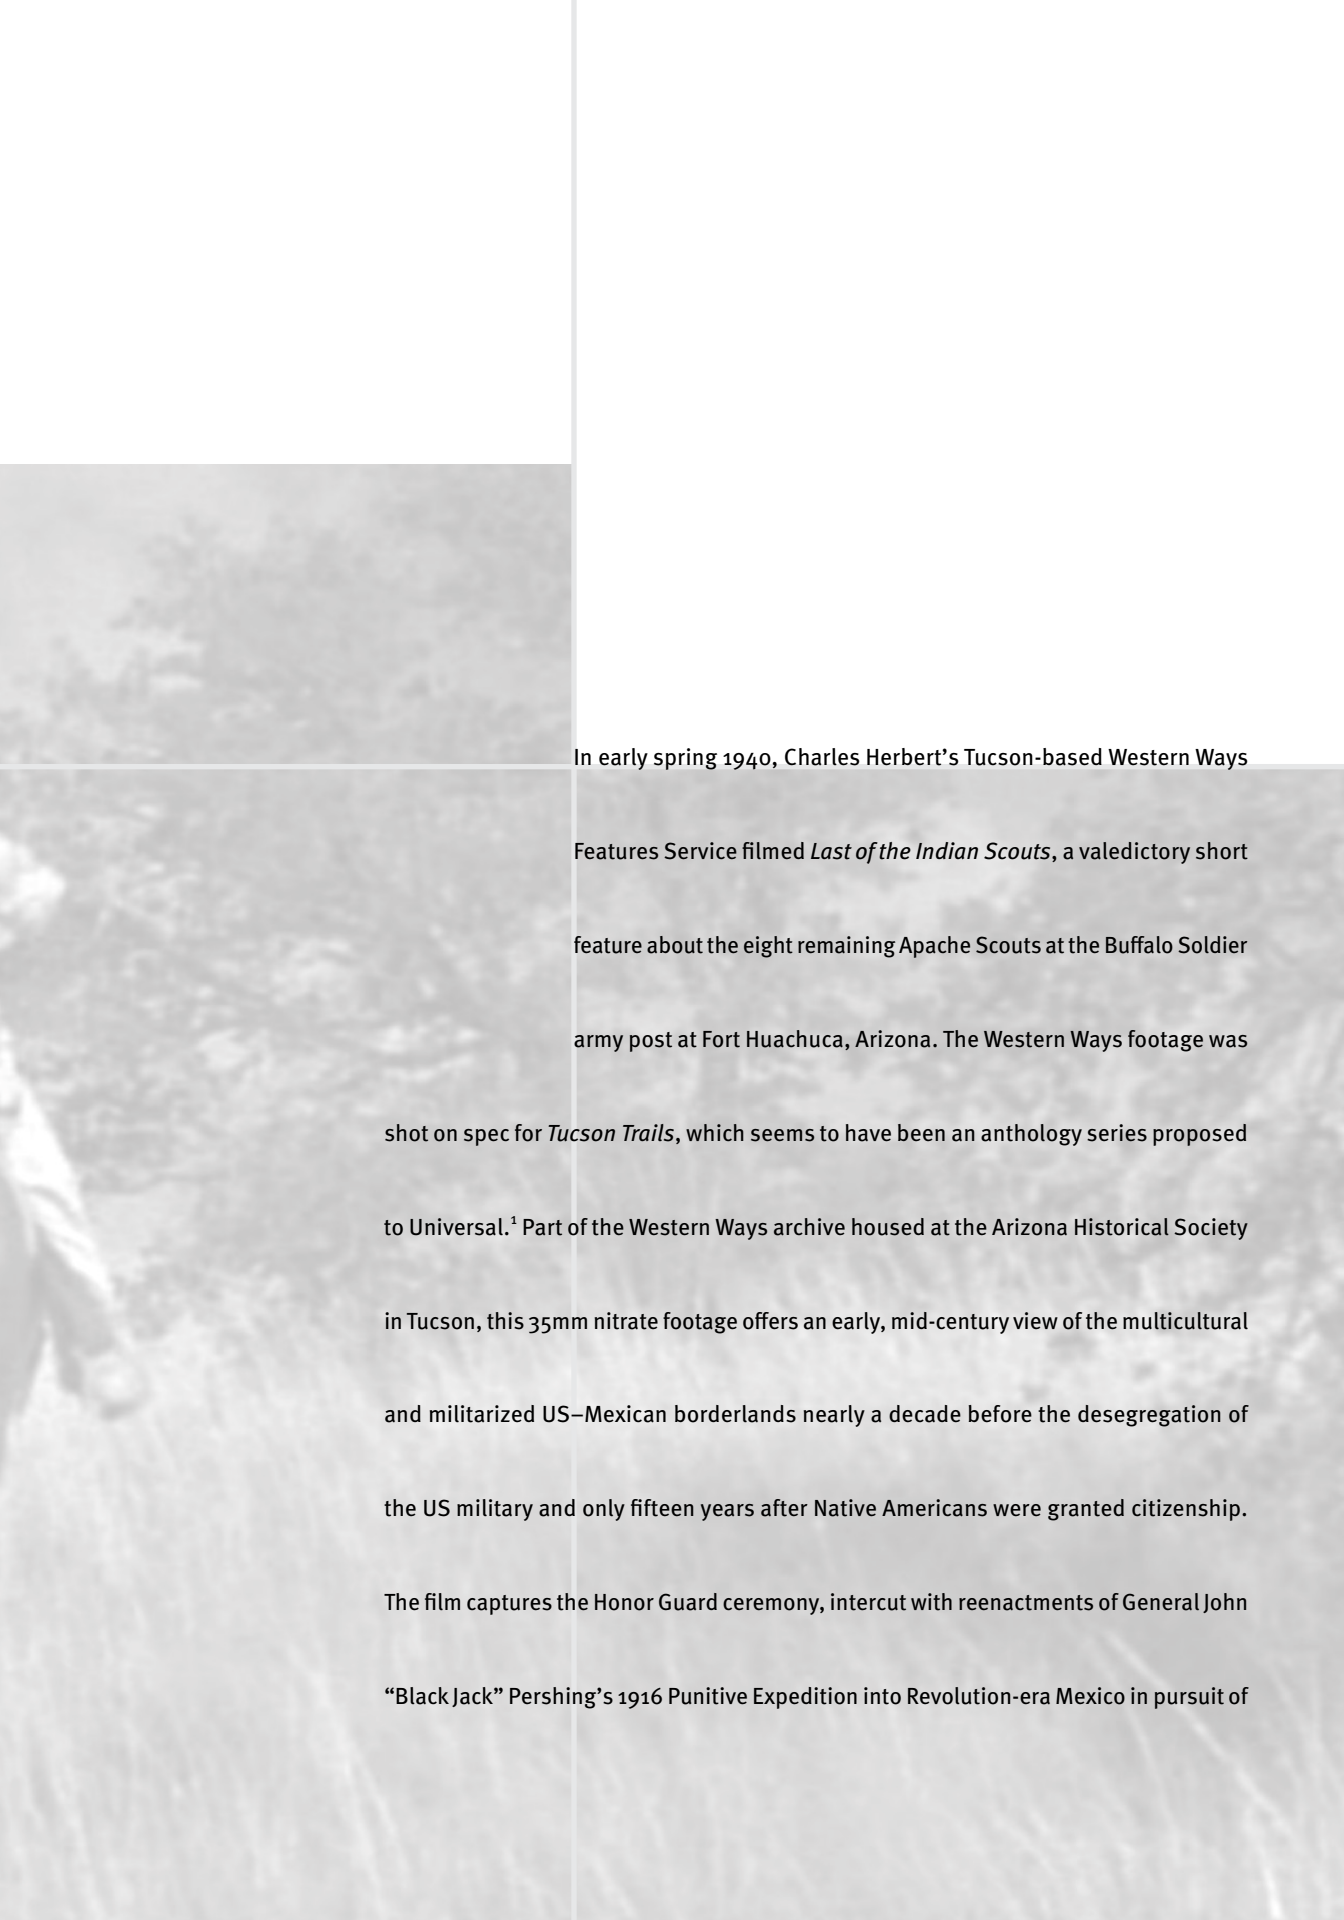 In early spring 1940, Charles Herbert’s Tucson-based Western Ways
Features Service filmed Last of the Indian Scouts, a valedictory short
feature about the eight remaining Apache Scouts at the Buffalo Soldier
army post at Fort Huachuca, Arizona. The Western Ways footage was
shot on spec for Tucson Trails, which seems to have been an anthology series proposed
to Universal.1 Part of the Western Ways archive housed at the Arizona Historical Society
in Tucson, this 35mm nitrate footage offers an early, mid-century view of the multicultural
and militarized US–Mexican borderlands nearly a decade before the desegregation of
the US military and only fifteen years after Native Americans were granted citizenship.
The film captures the Honor Guard ceremony, intercut with reenactments of General John
“Black Jack” Pershing’s 1916 Punitive Expedition into Revolution-era Mexico in pursuit of